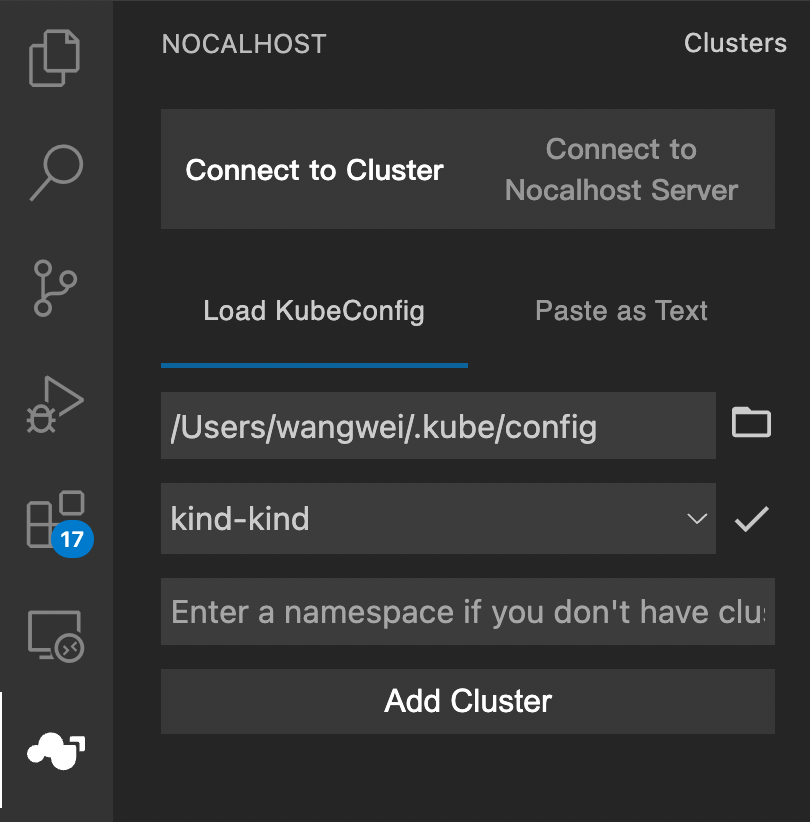 NOCALHOST
Clusters
Connect to Cluster
Connect to
Nocalhost Server
Load KubeConfig
Paste as Text
/Users/wangwei/.kube/config
kind-kind
17
Enter a namespace if you don't have
Add Cluster